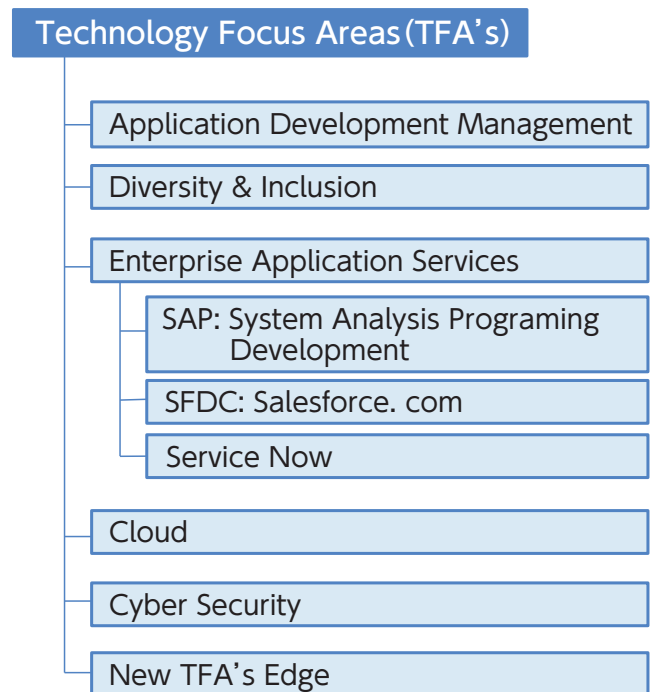 Technology Focus Areas (TFA’s)
Application Development Management
Diversity & Inclusion
Enterprise Application Services
SAP: System Analysis Programing
Development
SFDC: Salesforce. com
Service Now
Cloud
Cyber Security
New TFA’s Edge